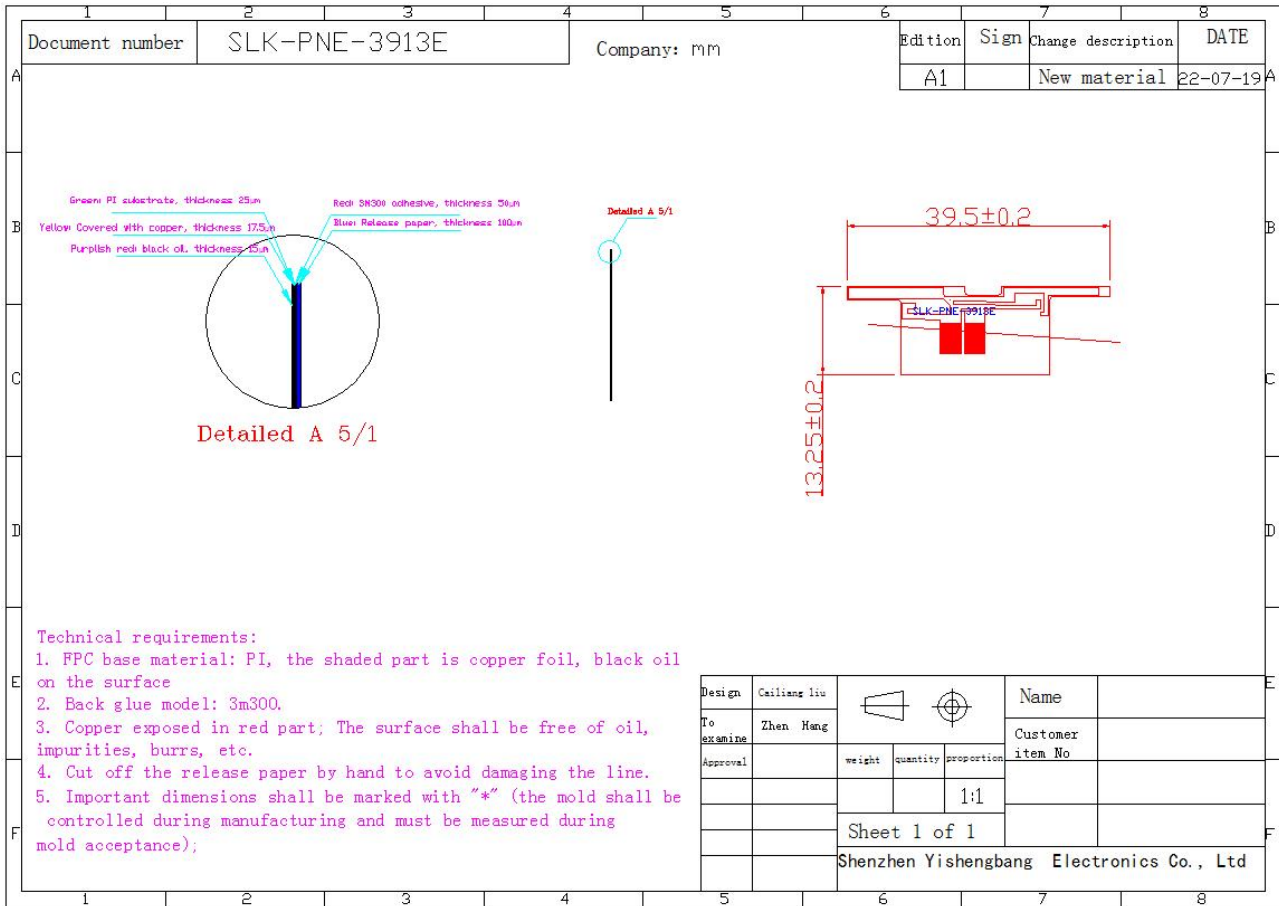 1 2 3 4 5 6 7 8
Document number SLK-PNE-3913E
Company: mm
Edition Sign Change description DATE
A1 New material 22-07-19
A A
B B
C C
D D
E E
F F
Green: PI substrate, thickness 25μm
Yellow: Covered with copper, thickness 17.5μm
Purplish red: black oil, thickness 15μm
Red: 3M300 adhesive, thickness 50μm
Blue: Release paper, thickness 100μm
Detailed A 5/1
Detailed A 5/1
39.5±0.2
13.25±0.2
SLK-PNE-3913E
Technical requirements:
1. FPC base material: PI, the shaded part is copper foil, black oil
on the surface
2. Back glue model: 3m300.
3. Copper exposed in red part; The surface shall be free of oil,
impurities, burrs, etc.
4. Cut off the release paper by hand to avoid damaging the line.
5. Important dimensions shall be marked with "*" (the mold shall be
controlled during manufacturing and must be measured during
mold acceptance);
Design Cailiang liu
To
examine Zhen Hang
Approval
weight quantity proportion
1:1
Sheet 1 of 1
Name
Customer
item No
Shenzhen Yishengbang Electronics Co., Ltd
1 2 3 4 5 6 7 8